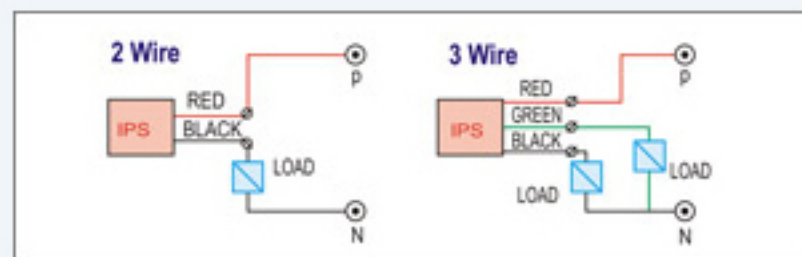 2 Wire
P
RED
IPS
BLACK
LOAD
N
3 Wire
P
RED
GREEN
IPS
BLACK
LOAD
LOAD
N